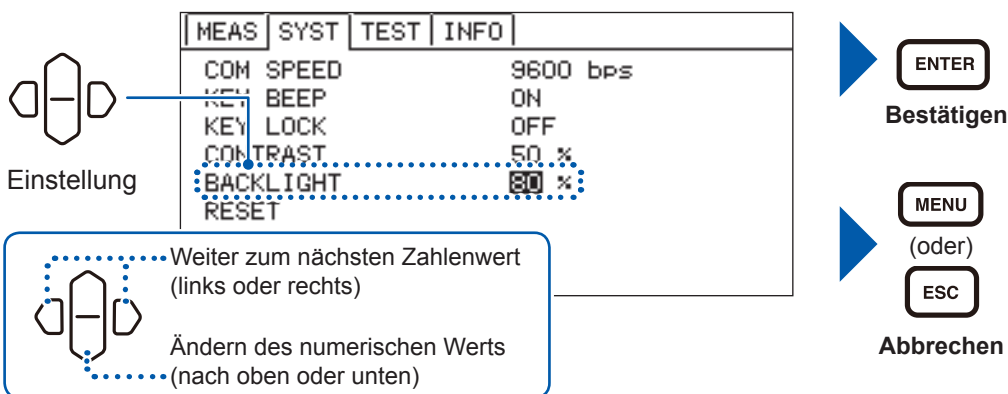 MEAS SYST TEST INFO
COM SPEED 9600 bps
KEY BEEP ON
KEY LOCK OFF
CONTRAST 50 %
BACKLIGHT 80 %
RESET
Einstellung
Weiter zum nächsten Zahlenwert
(links oder rechts)
Ändern des numerischen Werts
(nach oben oder unten)
ENTER
Bestätigen
MENU
(oder)
ESC
Abbrechen